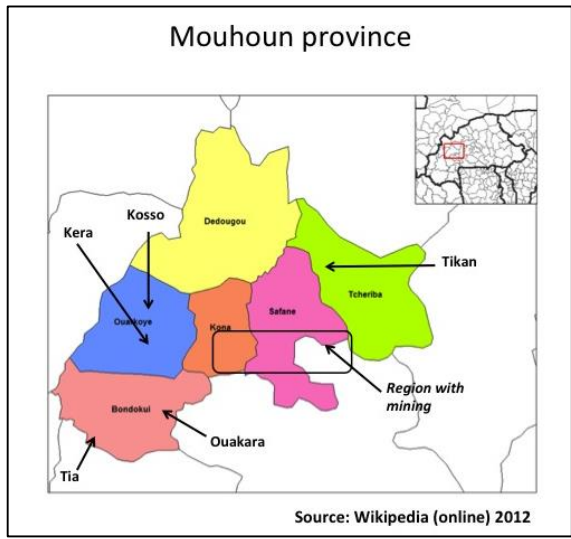 Mouhoun province
Dedougou
Kosso
Kera
Tikan
Tcheriba
Ouarkoye
Kona
Safane
Region with
mining
Bondokui
Ouakara
Tia
Source: Wikipedia (online) 2012